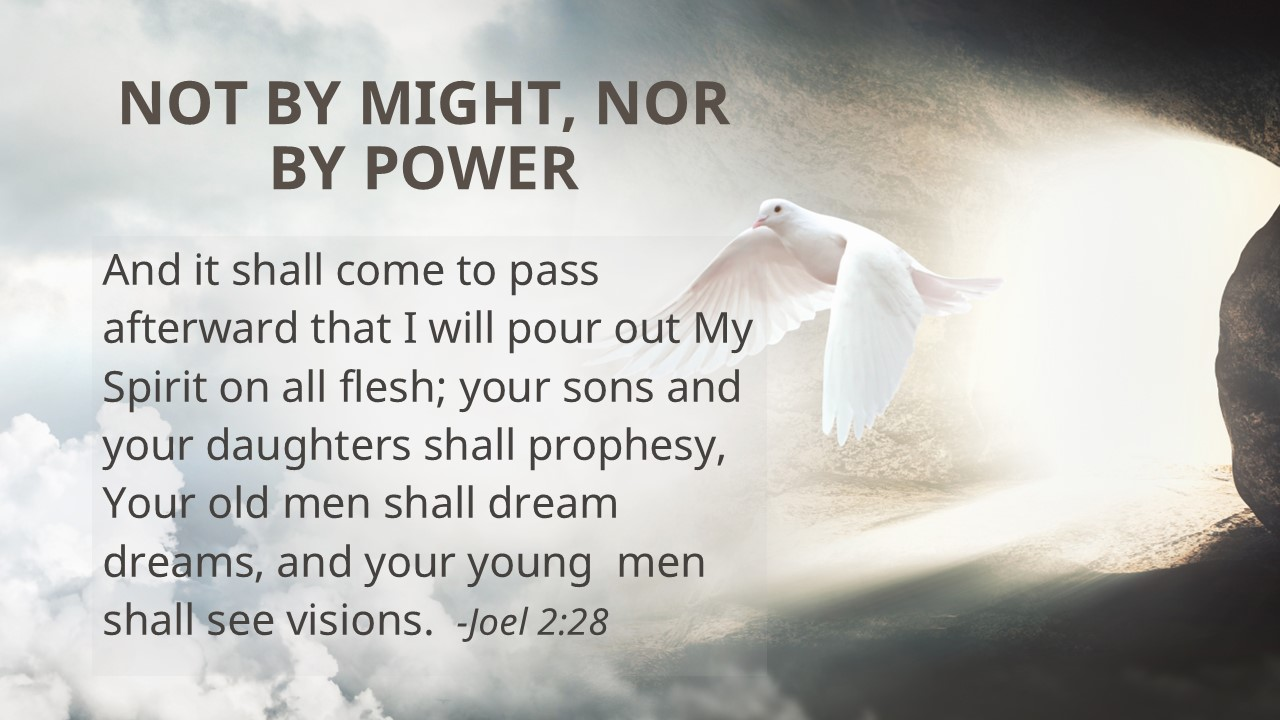 NOT BY MIGHT, NOR
BY POWER
And it shall come to pass
afterward that I will pour out My
Spirit on all flesh; your sons and
your daughters shall prophesy,
Your old men shall dream
dreams, and your young  men
shall see visions.  -Joel 2:28